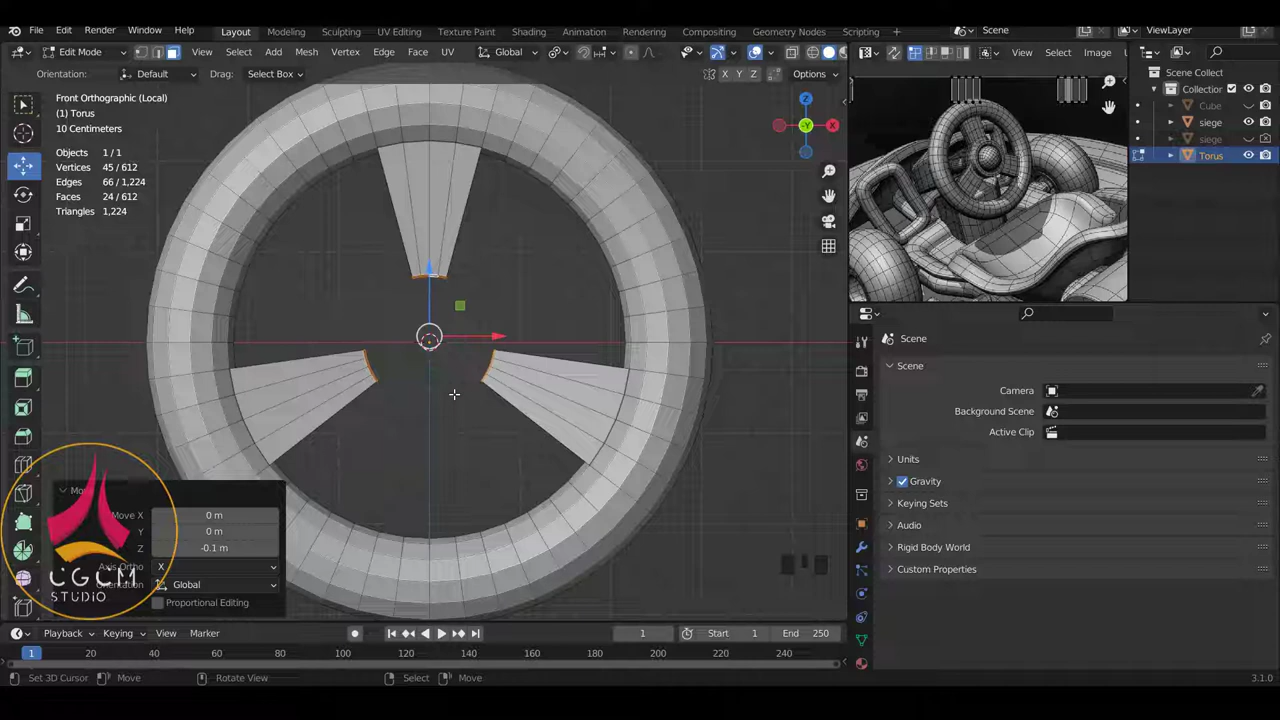 File Edit Render Window Help Layout Modeling Sculpting UV Editing Texture Paint Shading Animation Rendering Compositing Scripting + Scene ViewLayer
Edit Mode View Select Add Mesh Vertex Edge Face UV Global View Select Image
Orientation: Default Drag: Select Box X Y Z Options
Scene Collect
Collection
Cube
siege
siege
Torus
Front Orthographic (Local)
(1) Torus
10 Centimeters
Objects 1/1
Vertices 45/612
Edges 66/1,224
Faces 24/612
Triangles 1,224
Z
-Y
X
Scene
Scene
Camera
Background Scene
Active Clip
Units
Gravity
Keying Sets
Audio
Rigid Body World
Custom Properties
Move X 0 m
Y 0 m
Z -0.1 m
Axis Ortho X
Orientation Global
Proportional Editing
UGUM
STUDIO
Playback Keying View Marker 1 Start 1 End 250
1 20 40 60 80 100 120 140 160 180 200 220 240
Set 3D Cursor Move Rotate View Select Move 3.1.0